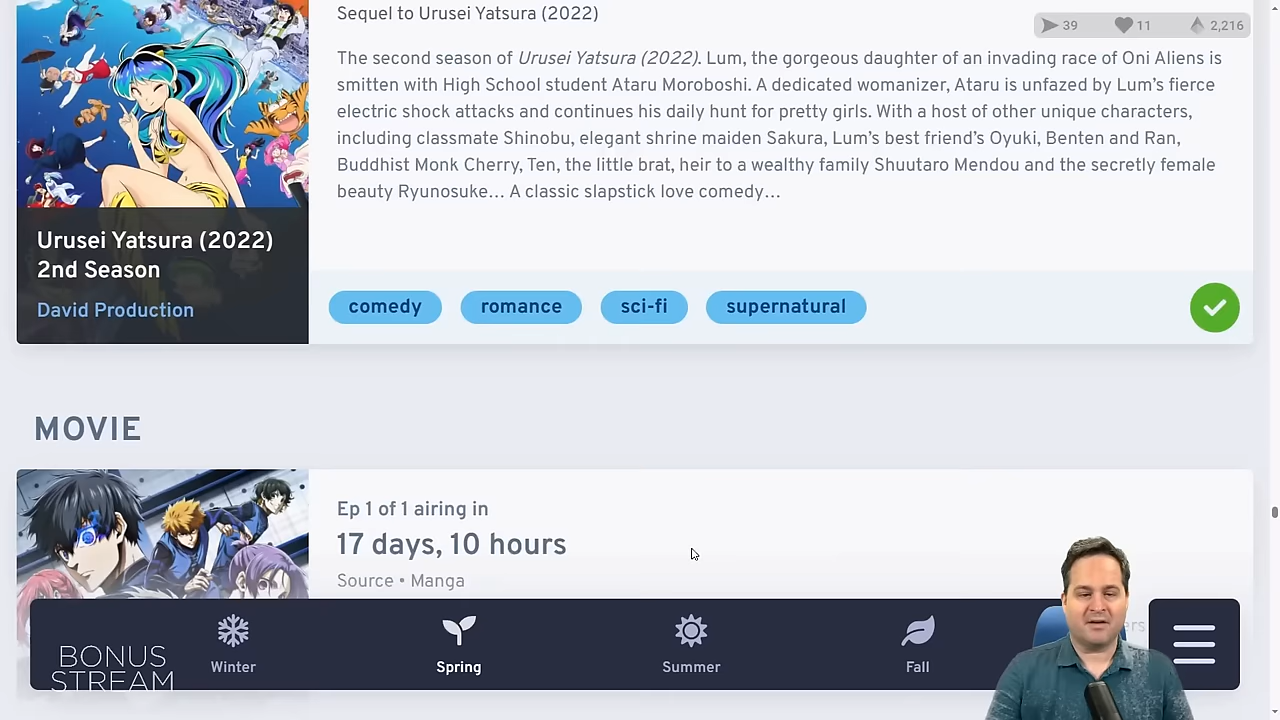 Sequel to Urusei Yatsura (2022)
39 11 2,216
The second season of Urusei Yatsura (2022). Lum, the gorgeous daughter of an invading race of Oni Aliens is
smitten with High School student Ataru Moroboshi. A dedicated womanizer, Ataru is unfazed by Lum’s fierce
electric shock attacks and continues his daily hunt for pretty girls. With a host of other unique characters,
including classmate Shinobu, elegant shrine maiden Sakura, Lum’s best friend’s Oyuki, Benten and Ran,
Buddhist Monk Cherry, Ten, the little brat, heir to a wealthy family Shuutaro Mendou and the secretly female
beauty Ryunosuke… A classic slapstick love comedy…
Urusei Yatsura (2022)
2nd Season
David Production
comedy romance sci-fi supernatural
MOVIE
Ep 1 of 1 airing in
17 days, 10 hours
Source • Manga
BONUS
STREAM
Winter Spring Summer Fall